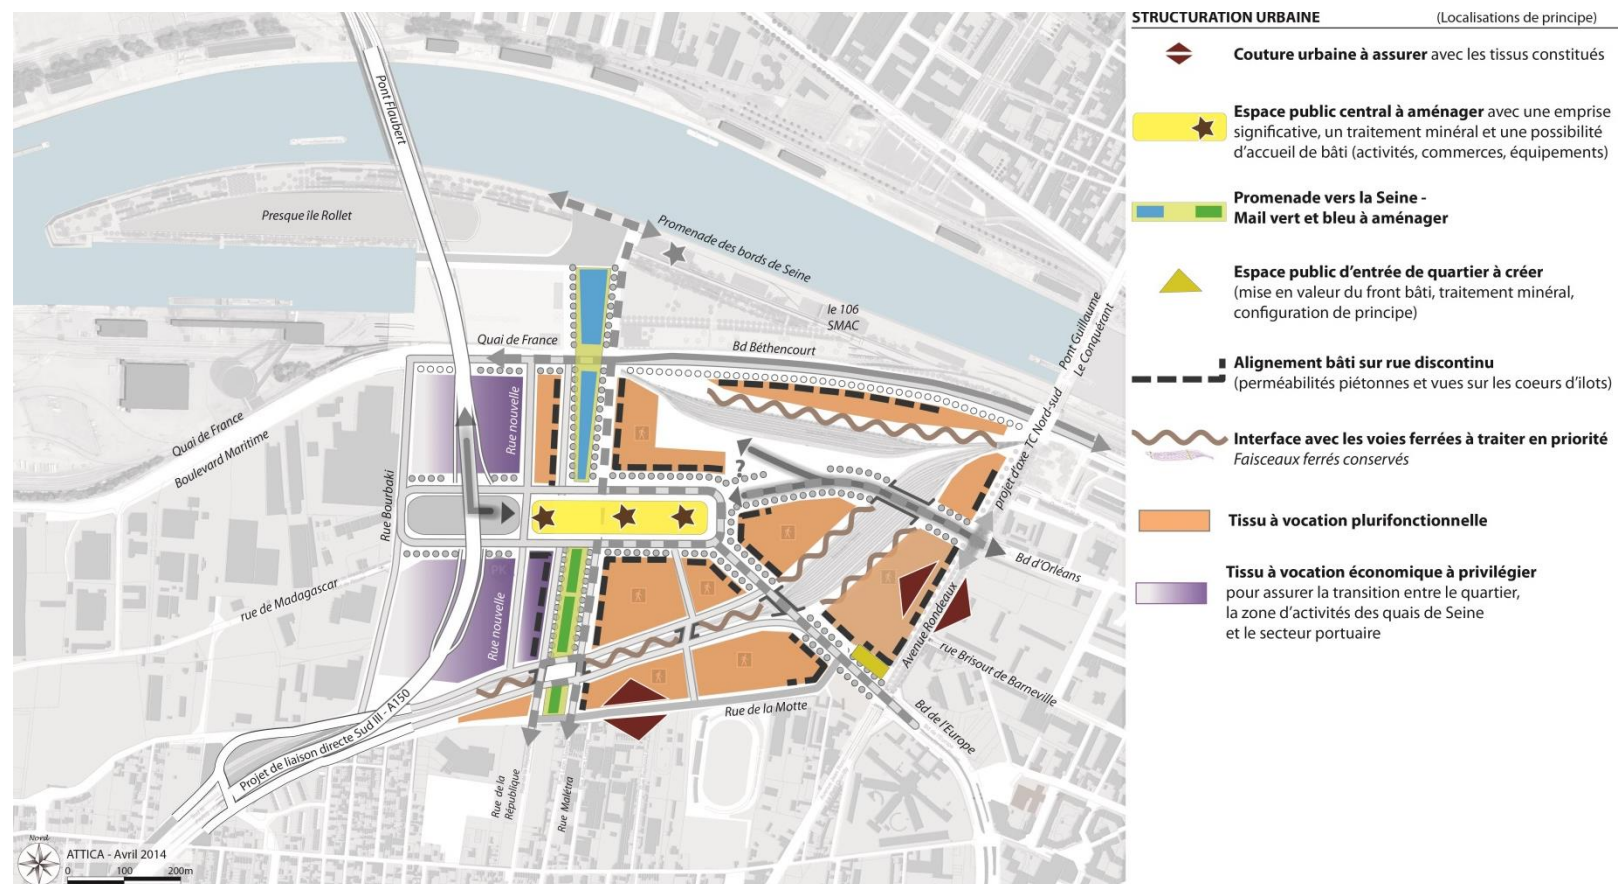 STRUCTURATION URBAINE
(Localisations de principe)
Couture urbaine à assurer avec les tissus constitués
Espace public central à aménager avec une emprise
significative, un traitement minéral et une possibilité
d'accueil de bâti (activités, commerces, équipements)
Promenade vers la Seine -
Mail vert et bleu à aménager
Espace public d'entrée de quartier à créer
(mise en valeur du front bâti, traitement minéral,
configuration de principe)
Alignement bâti sur rue discontinu
(perméabilités piétonnes et vues sur les coeurs d'ilots)
Interface avec les voies ferrées à traiter en priorité
Faisceaux ferrés conservés
Tissu à vocation plurifonctionnelle
Tissu à vocation économique à privilégier
pour assurer la transition entre le quartier,
la zone d'activités des quais de Seine
et le secteur portuaire
Pont Flaubert
Presque île Rollet
Promenade des bords de Seine
le 106
SMAC
Pont Guillaume
Le Conquérant
Quai de France
Bd Béthencourt
Quai de France
Boulevard Maritime
Rue nouvelle
projet d'axe TC Nord-sud
?
Rue Bourbaki
rue de Madagascar
PK
Rue nouvelle
Bd d'Orléans
Avenue Rondeaux
rue Brisout de Barneville
Rue de la Motte
Bd de l'Europe
Projet de liaison directe Sud III - A150
Rue de la
République
Rue Malétra
Nord
ATTICA - Avril 2014
0 100 200m